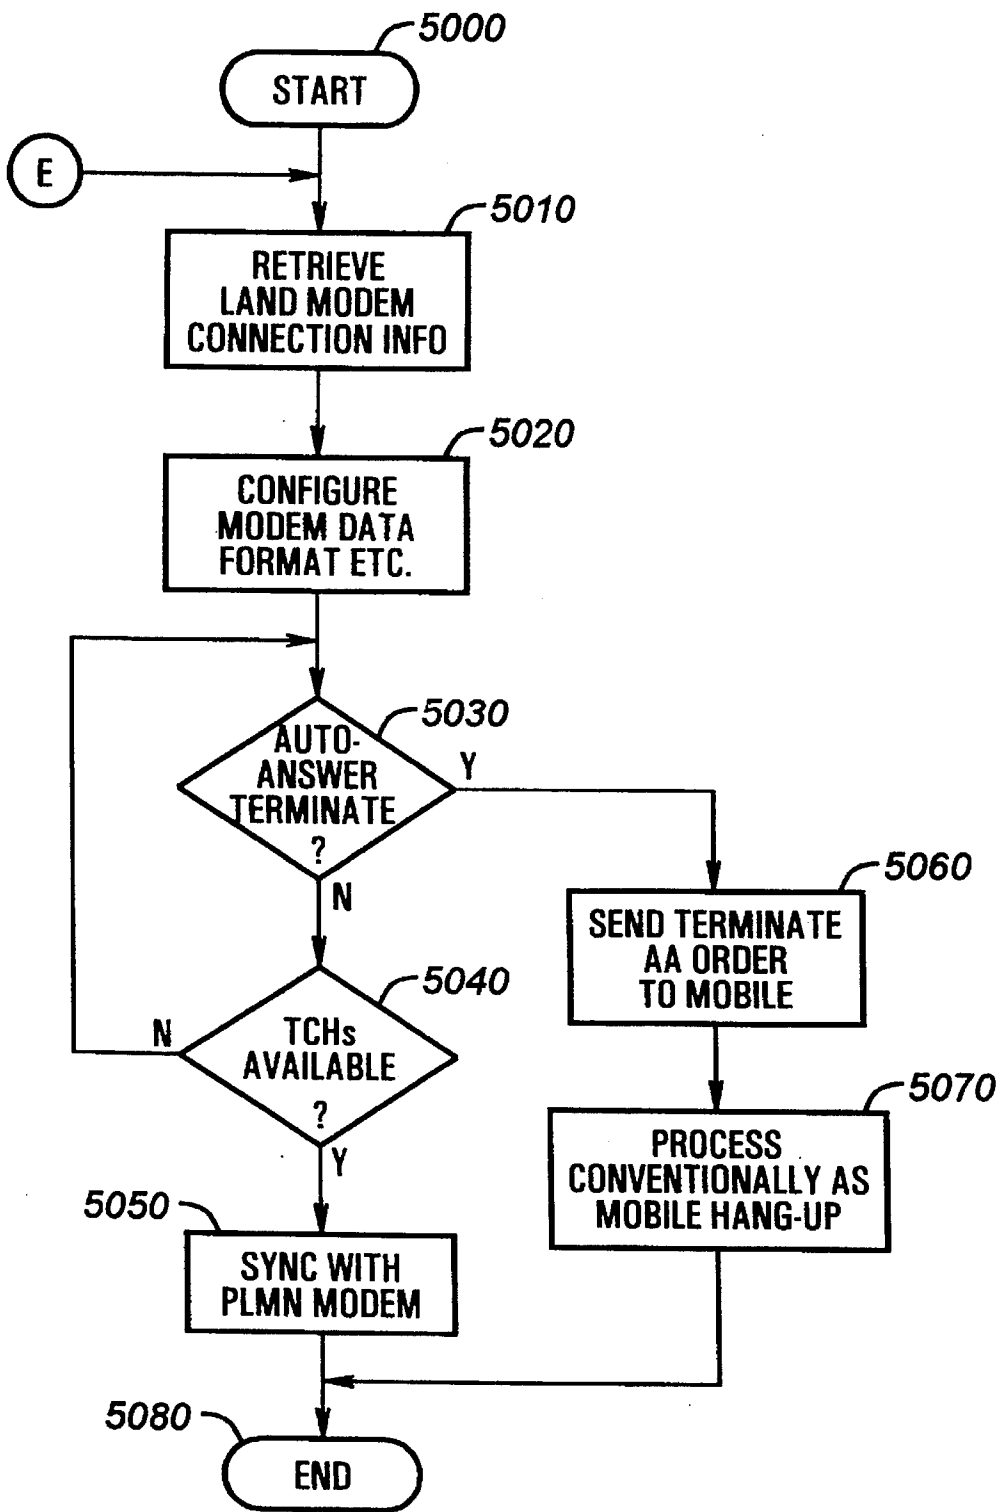 5000
START
E
5010
RETRIEVE
LAND MODEM
CONNECTION INFO
5020
CONFIGURE
MODEM DATA
FORMAT ETC.
5030
AUTO-
ANSWER
TERMINATE
?
Y
N
5060
SEND TERMINATE
AA ORDER
TO MOBILE
5040
TCHs
AVAILABLE
?
N
Y
5070
PROCESS
CONVENTIONALLY AS
MOBILE HANG-UP
5050
SYNC WITH
PLMN MODEM
5080
END